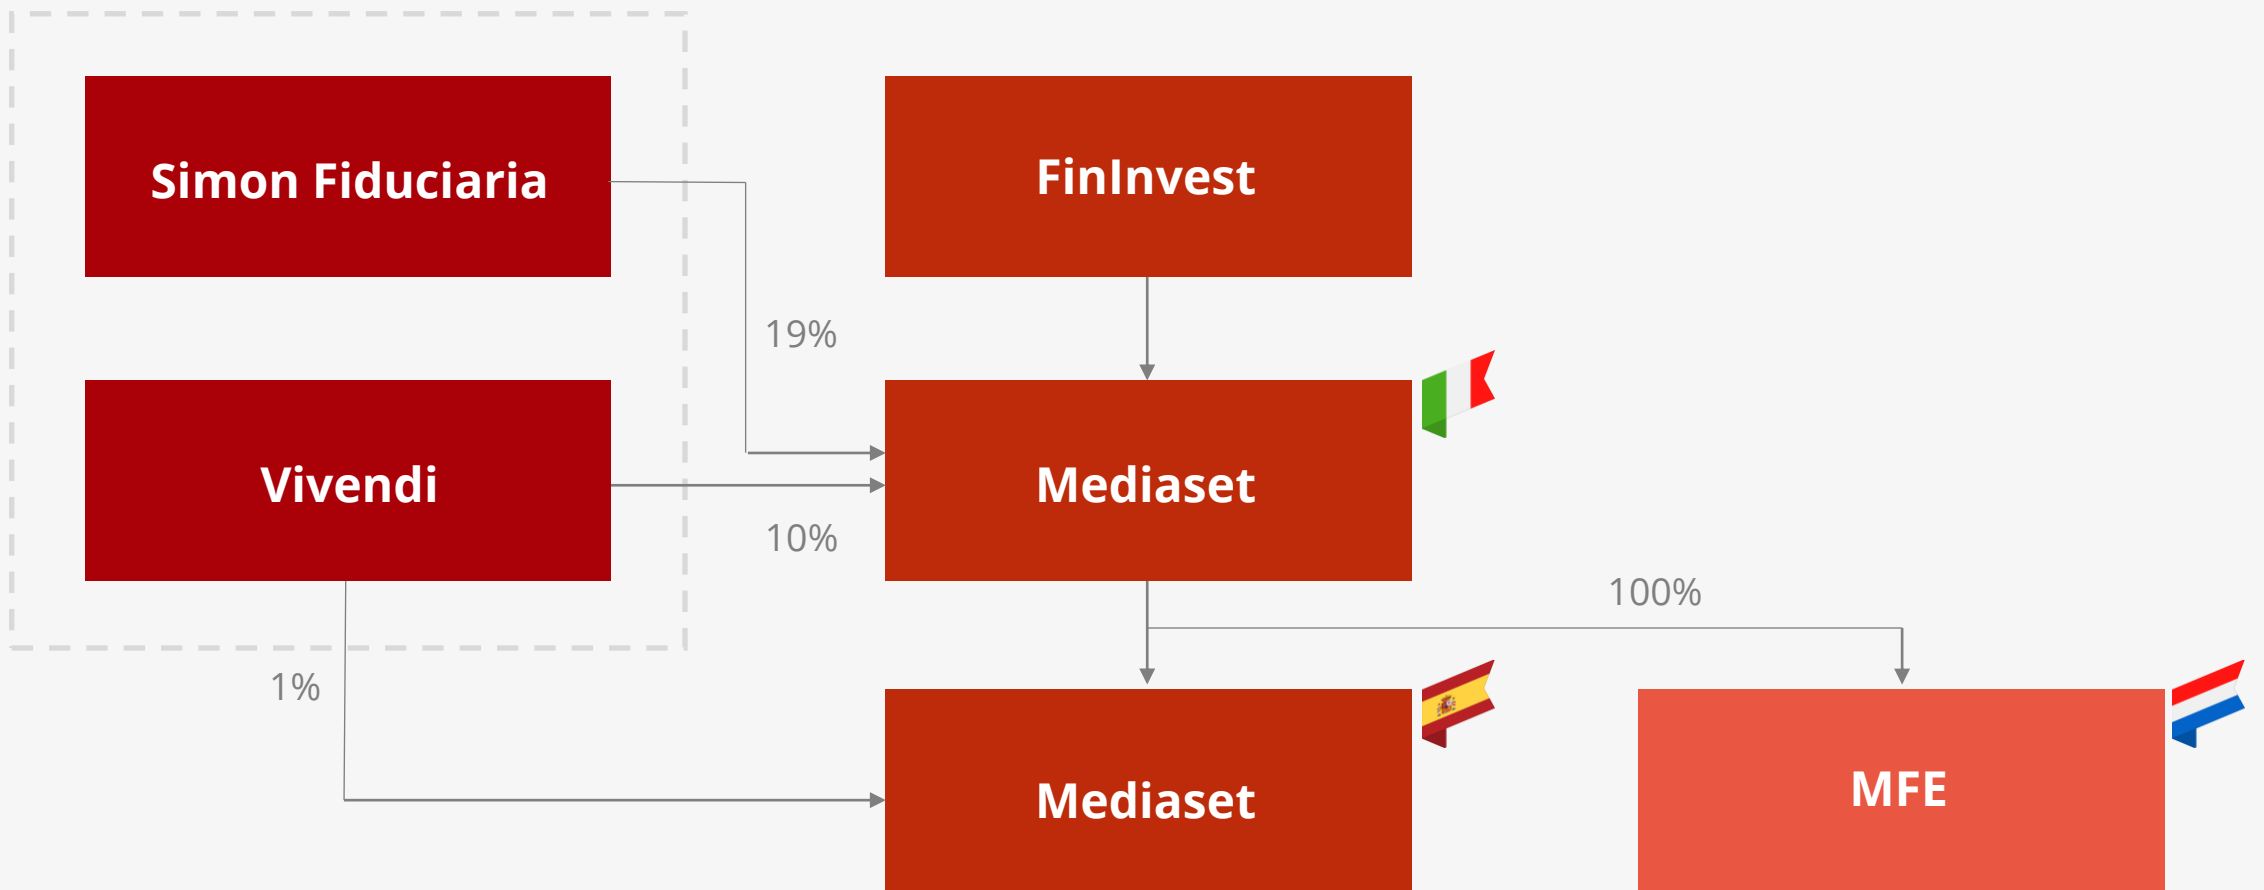 Simon Fiduciaria
FinInvest
19%
Vivendi
Mediaset
10%
100%
1%
Mediaset
MFE